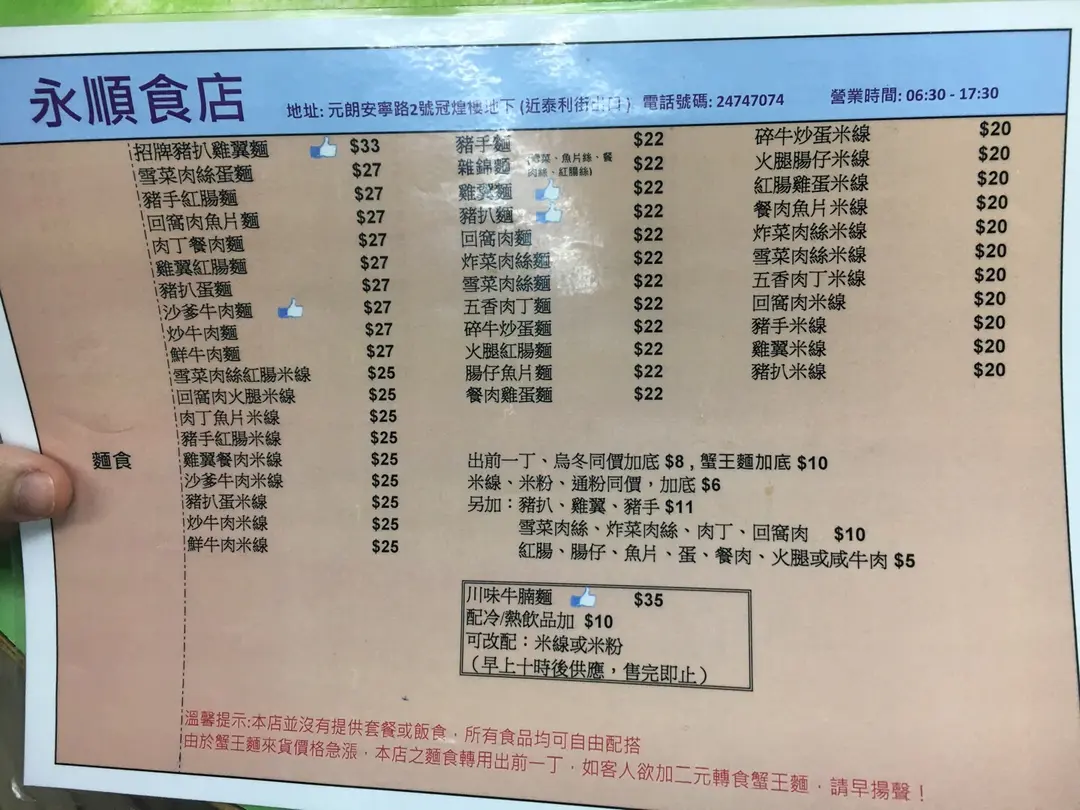 永順食店
地址: 元朗安寧路2號冠煌樓地下 (近泰利街出口) 電話號碼: 24747074 營業時間: 06:30 - 17:30
麵食
招牌豬扒雞翼麵 $33
雪菜肉絲蛋麵 $27
豬手紅腸麵 $27
回窩肉魚片麵 $27
肉丁餐肉麵 $27
雞翼紅腸麵 $27
豬扒蛋麵 $27
沙爹牛肉麵 $27
炒牛肉麵 $27
鮮牛肉麵 $27
雪菜肉絲紅腸米線 $25
回窩肉火腿米線 $25
肉丁魚片米線 $25
豬手紅腸米線 $25
雞翼餐肉米線 $25
沙爹牛肉米線 $25
豬扒蛋米線 $25
炒牛肉米線 $25
鮮牛肉米線 $25
豬手麵 $22
雜錦麵 (雪菜、魚片絲、餐肉絲、紅腸絲) $22
雞翼麵 $22
豬扒麵 $22
回窩肉麵 $22
炸菜肉絲麵 $22
雪菜肉絲麵 $22
五香肉丁麵 $22
碎牛炒蛋麵 $22
火腿紅腸麵 $22
腸仔魚片麵 $22
餐肉雞蛋麵 $22
碎牛炒蛋米線 $20
火腿腸仔米線 $20
紅腸雞蛋米線 $20
餐肉魚片米線 $20
炸菜肉絲米線 $20
雪菜肉絲米線 $20
五香肉丁米線 $20
回窩肉米線 $20
豬手米線 $20
雞翼米線 $20
豬扒米線 $20
出前一丁、烏冬同價加底 $8 , 蟹王麵加底 $10
米線、米粉、通粉同價，加底 $6
另加：豬扒、雞翼、豬手 $11
雪菜肉絲、炸菜肉絲、肉丁、回窩肉 $10
紅腸、腸仔、魚片、蛋、餐肉、火腿或咸牛肉 $5
川味牛腩麵 $35
配冷/熱飲品加 $10
可改配：米線或米粉
（早上十時後供應，售完即止）
溫馨提示:本店並沒有提供套餐或飯食，所有食品均可自由配搭
由於蟹王麵來貨價格急漲，本店之麵食轉用出前一丁，如客人欲加二元轉食蟹王麵，請早揚聲！